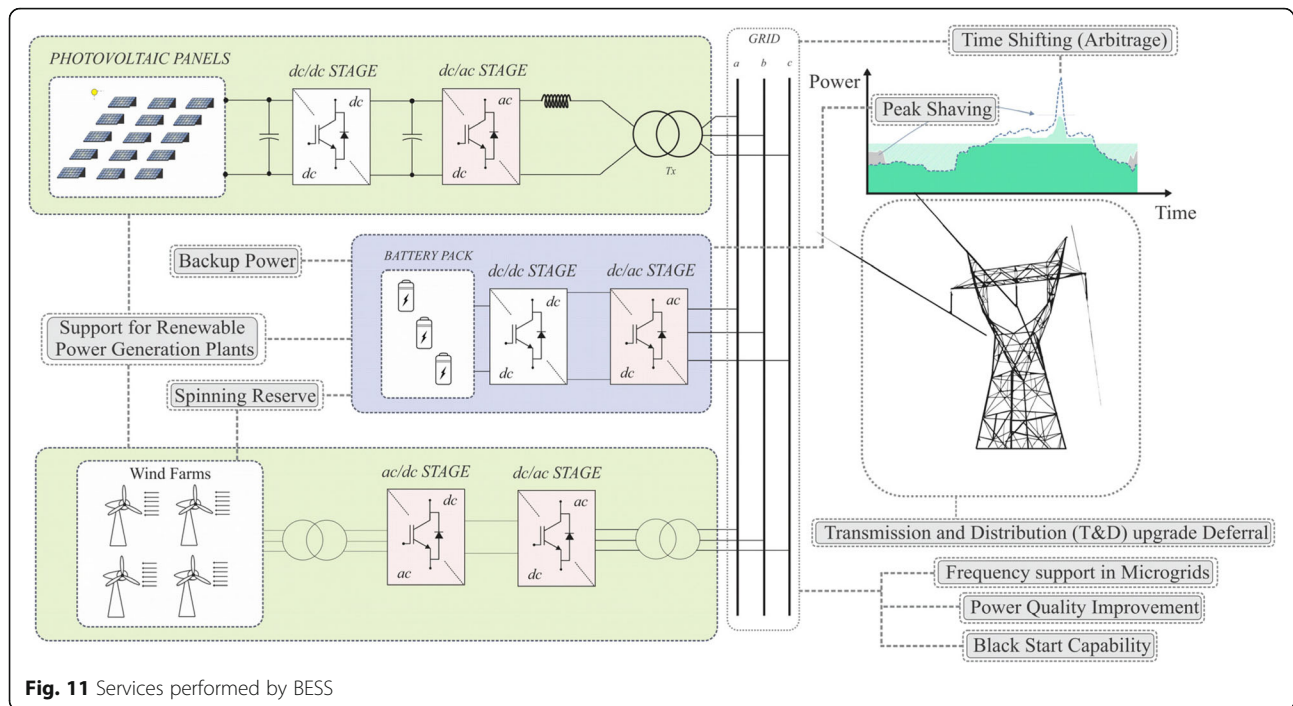 PHOTOVOLTAIC PANELS
dc/dc STAGE
dc/ac STAGE
dc
dc
ac
dc
Tx
GRID
a b c
Time Shifting (Arbitrage)
Power
Peak Shaving
Time
Backup Power
BATTERY PACK
dc/dc STAGE
dc/ac STAGE
dc
dc
ac
dc
Support for Renewable
Power Generation Plants
Spinning Reserve
Wind Farms
ac/dc STAGE
dc/ac STAGE
dc
ac
ac
dc
Transmission and Distribution (T&D) upgrade Deferral
Frequency support in Microgrids
Power Quality Improvement
Black Start Capability
Fig. 11 Services performed by BESS